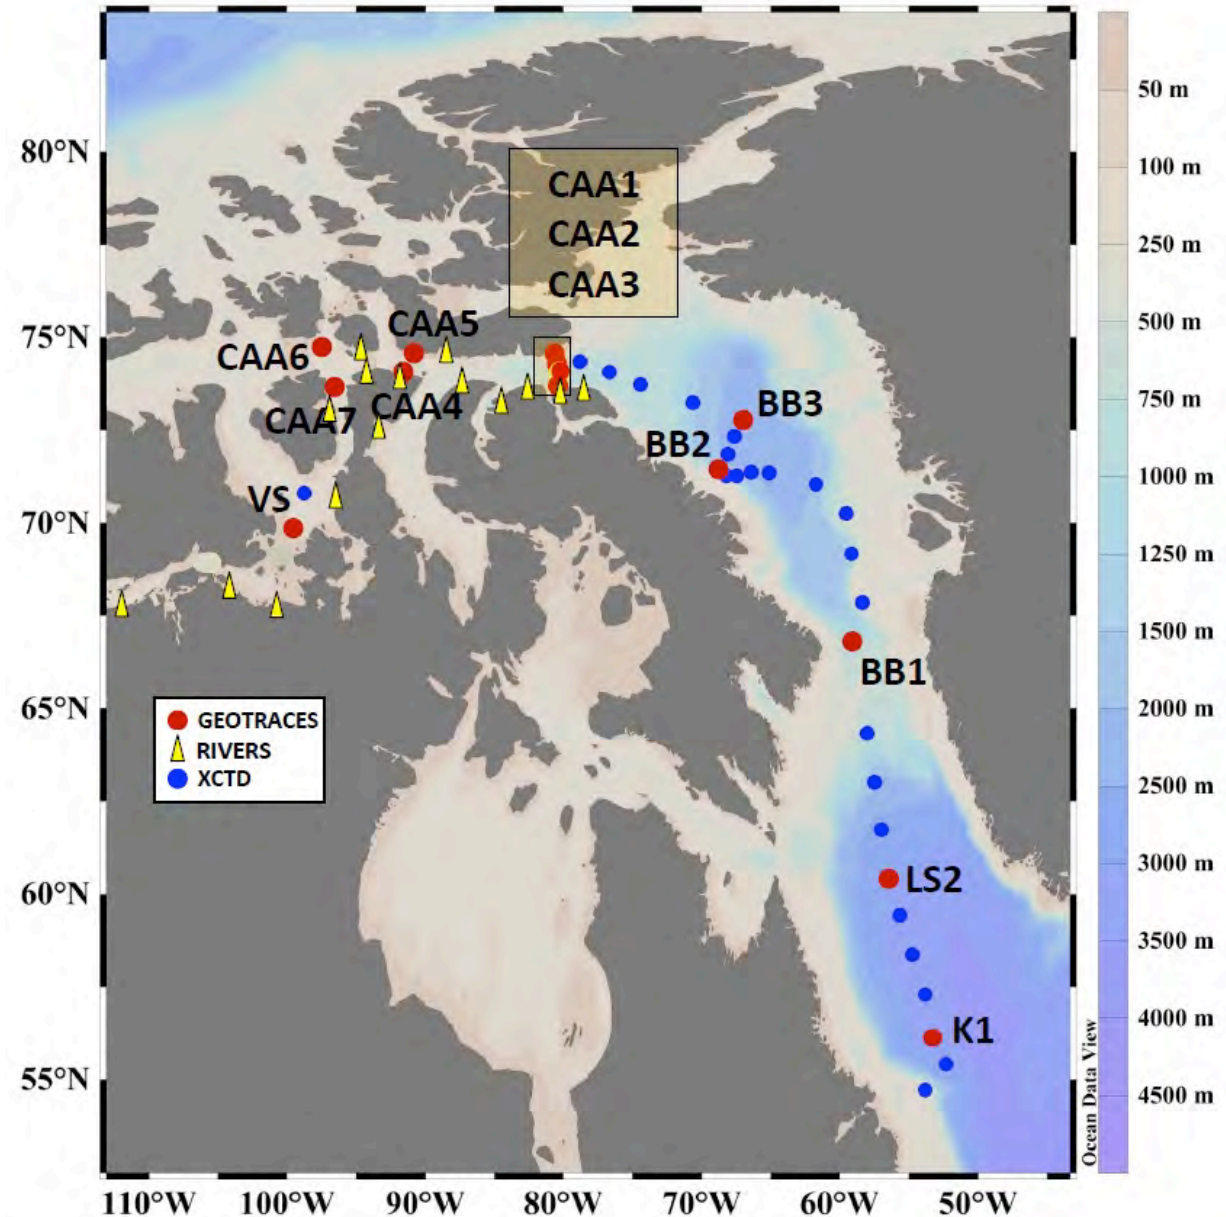 80°N
75°N
70°N
65°N
60°N
55°N
110°W
100°W
90°W
80°W
70°W
60°W
50°W
CAA1
CAA2
CAA3
CAA5
CAA6
CAA4
CAA7
BB3
BB2
VS
BB1
LS2
K1
GEOTRACES
RIVERS
XCTD
50 m
100 m
250 m
500 m
750 m
1000 m
1250 m
1500 m
2000 m
2500 m
3000 m
3500 m
4000 m
4500 m
Ocean Data View